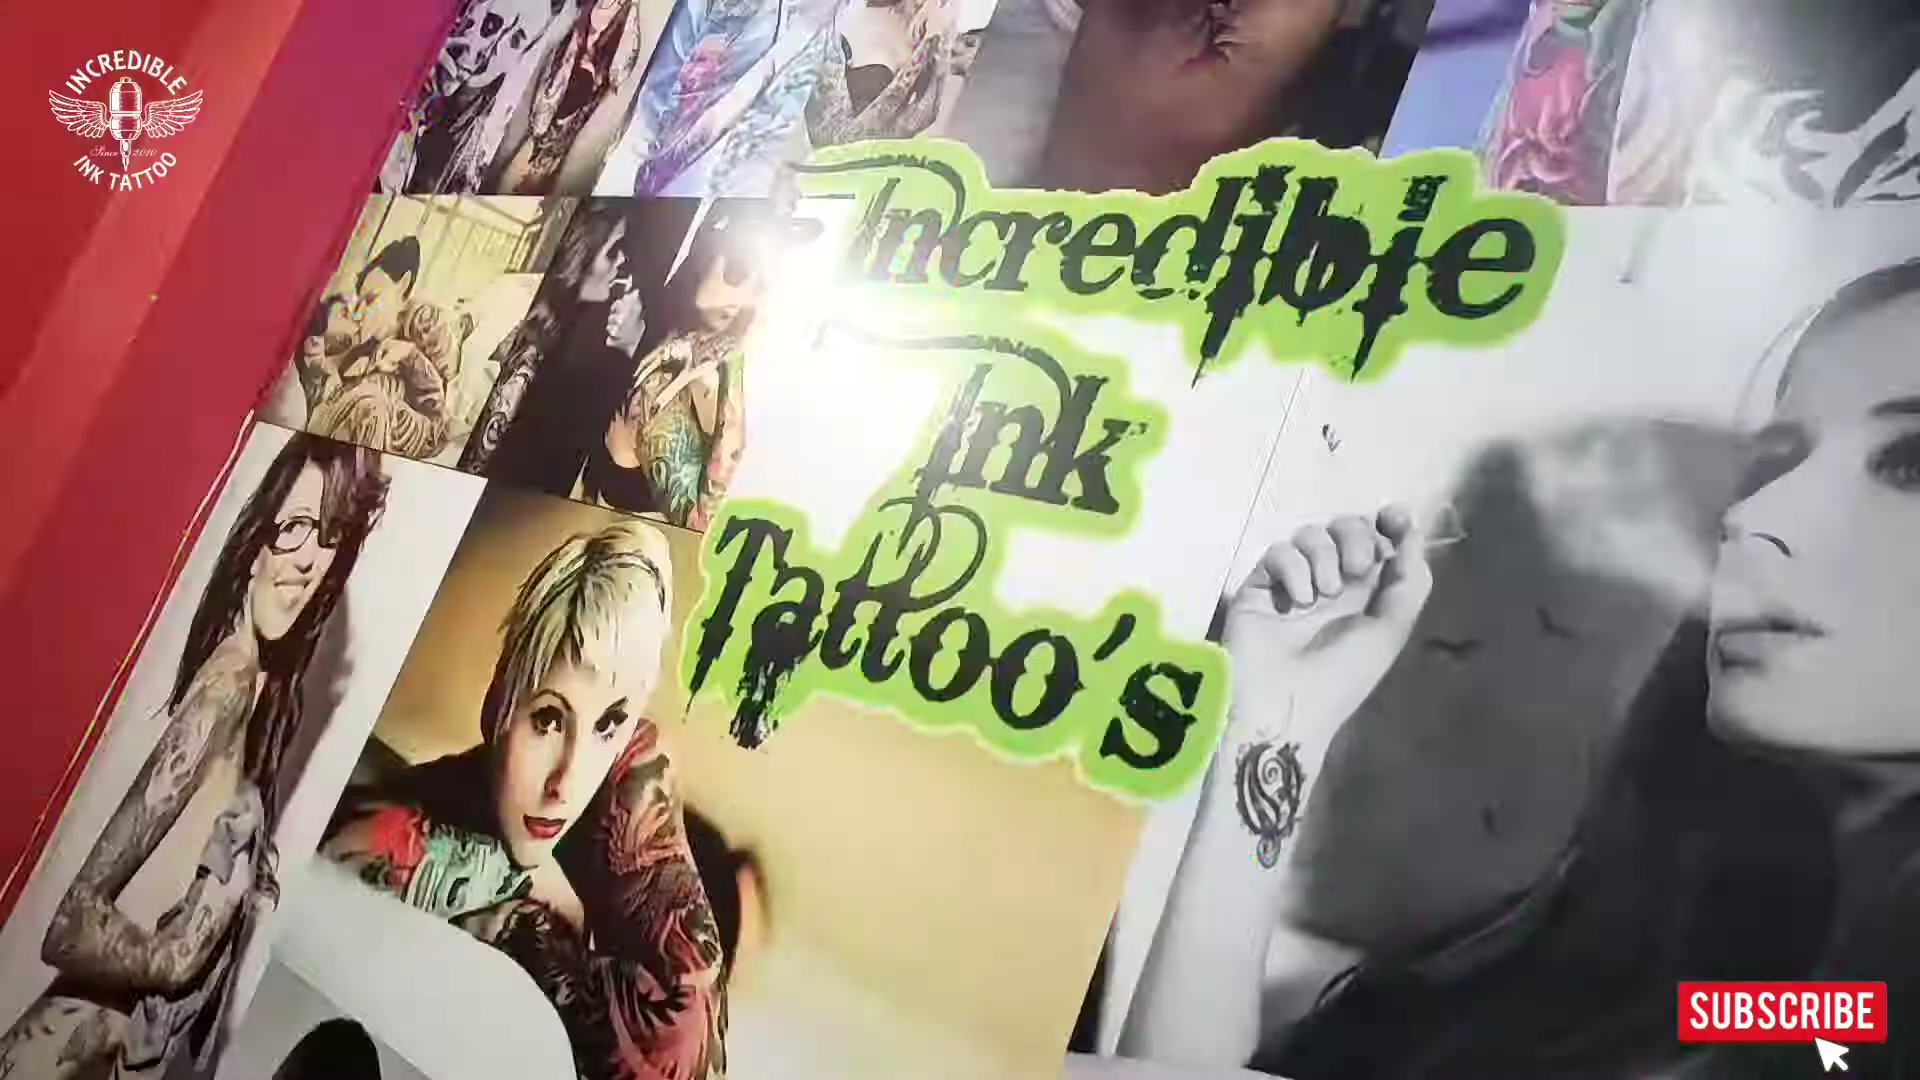 INCREDIBLE
Since 2010
INK TATTOO
Incredible
Ink
Tattoo's
SUBSCRIBE